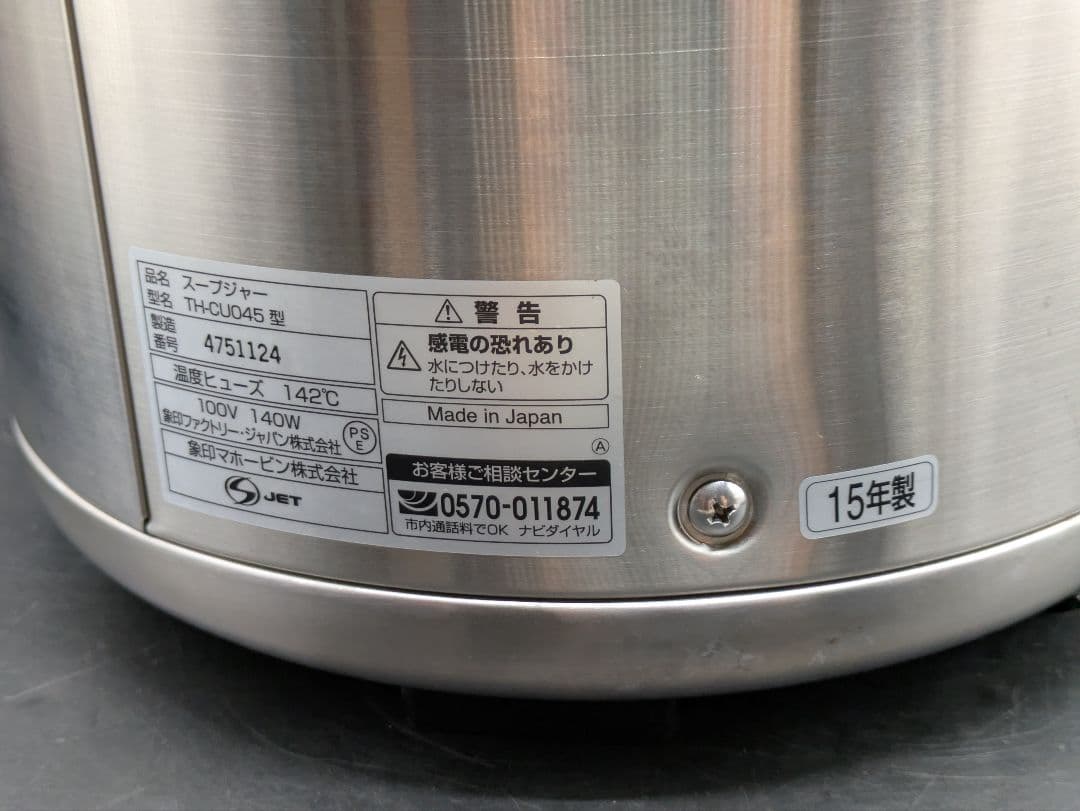 品名 スープジャー
型名 TH-CU045 型
製造
番号 4751124
温度ヒューズ 142℃
100V 140W
象印ファクトリー・ジャパン株式会社
PS
E
象印マホービン株式会社
S JET
警告
感電の恐れあり
水につけたり、水をかけ
たりしない
Made in Japan
A
お客様ご相談センター
0570-011874
市内通話料でOK ナビダイヤル
15年製